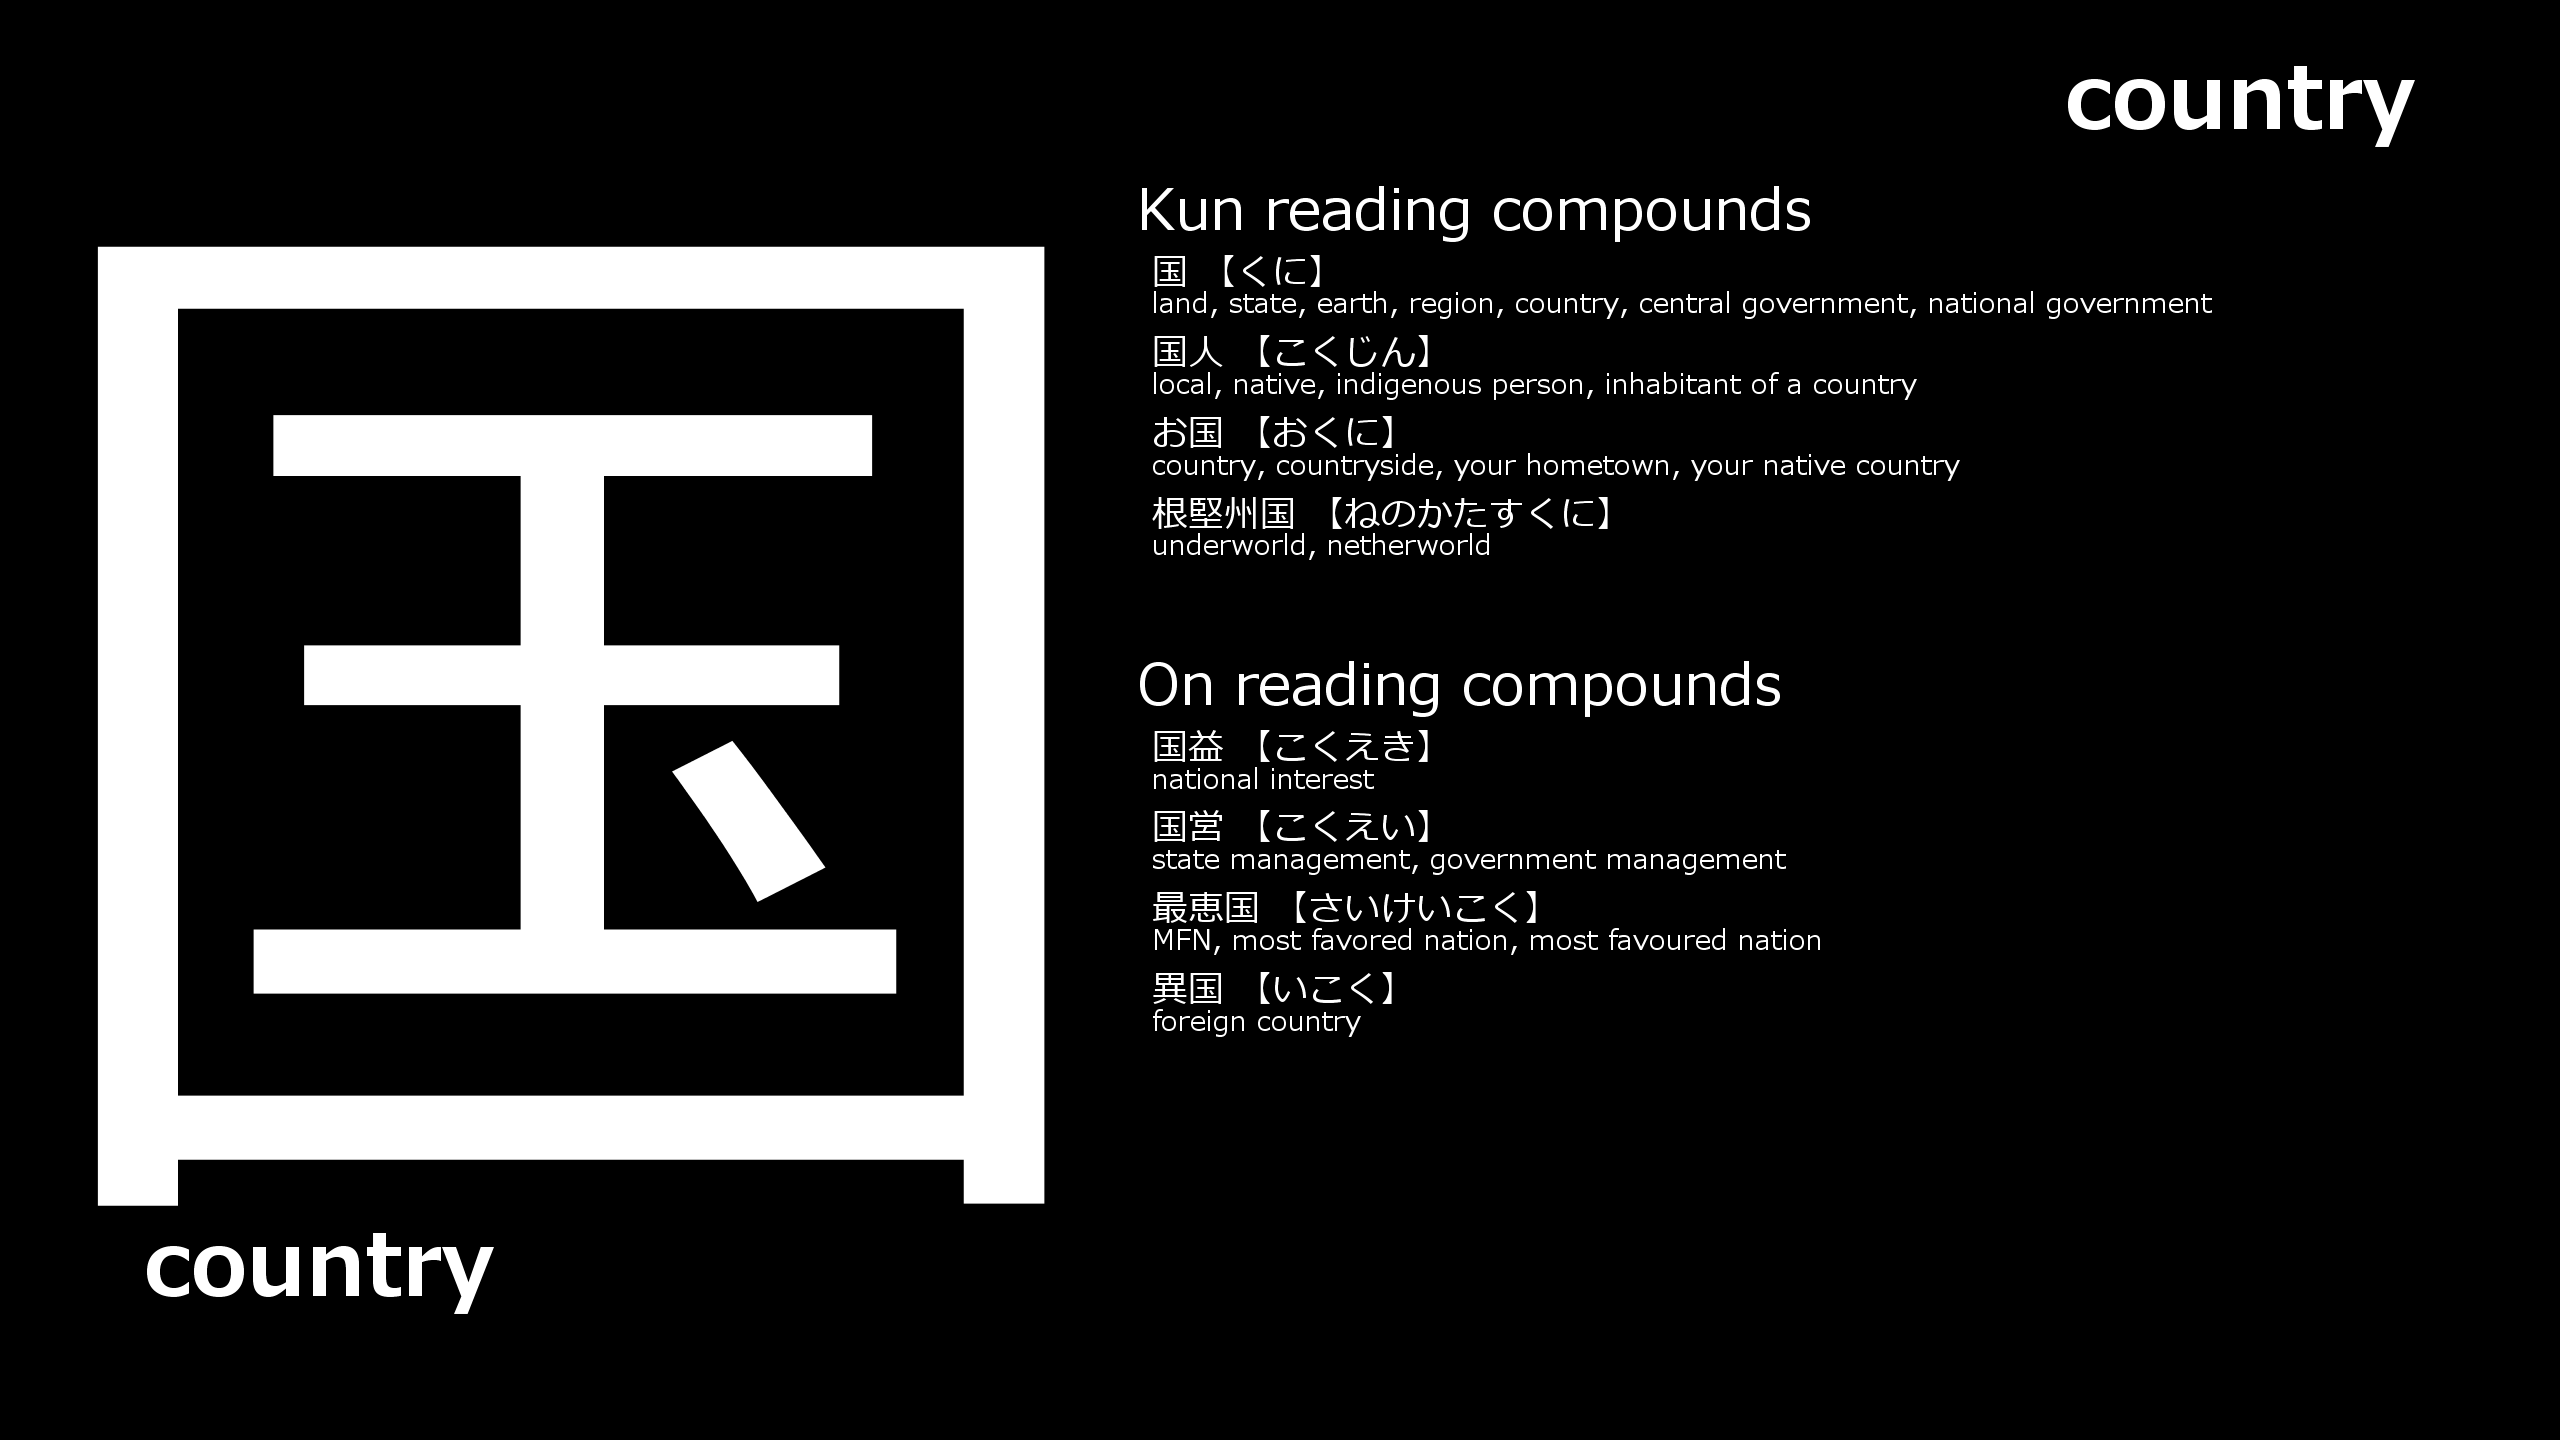 country
国
country
Kun reading compounds
国 【くに】
land, state, earth, region, country, central government, national government
国人 【こくじん】
local, native, indigenous person, inhabitant of a country
お国 【おくに】
country, countryside, your hometown, your native country
根堅州国 【ねのかたすくに】
underworld, netherworld
On reading compounds
国益 【こくえき】
national interest
国営 【こくえい】
state management, government management
最恵国 【さいけいこく】
MFN, most favored nation, most favoured nation
異国 【いこく】
foreign country